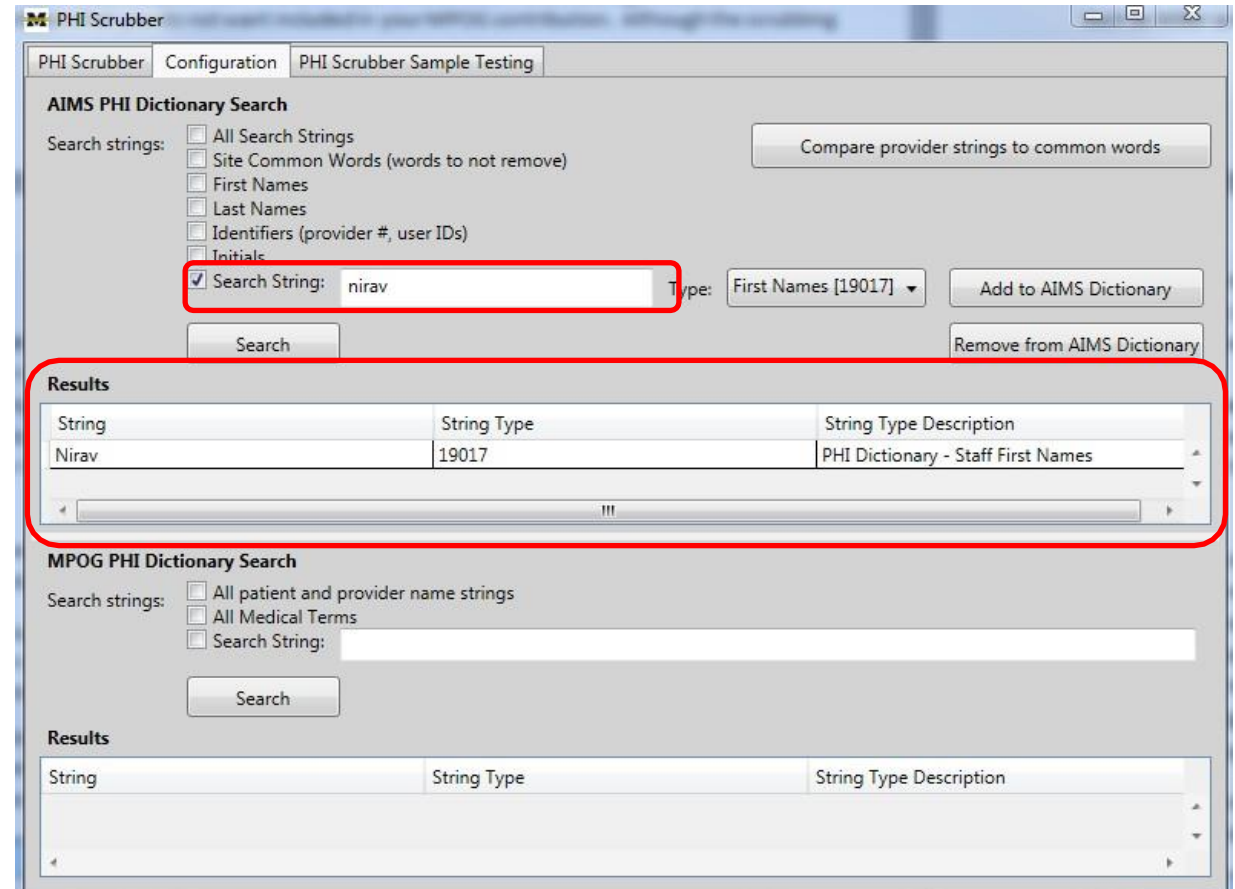 PHI Scrubber
PHI Scrubber Configuration PHI Scrubber Sample Testing
AIMS PHI Dictionary Search
Search strings: All Search Strings Compare provider strings to common words
Site Common Words (words to not remove)
First Names
Last Names
Identifiers (provider #, user IDs)
Initials
Search String: nirav Type: First Names [19017] Add to AIMS Dictionary
Search Remove from AIMS Dictionary
Results
String String Type String Type Description
Nirav 19017 PHI Dictionary - Staff First Names
MPOG PHI Dictionary Search
Search strings: All patient and provider name strings
All Medical Terms
Search String:
Search
Results
String String Type String Type Description